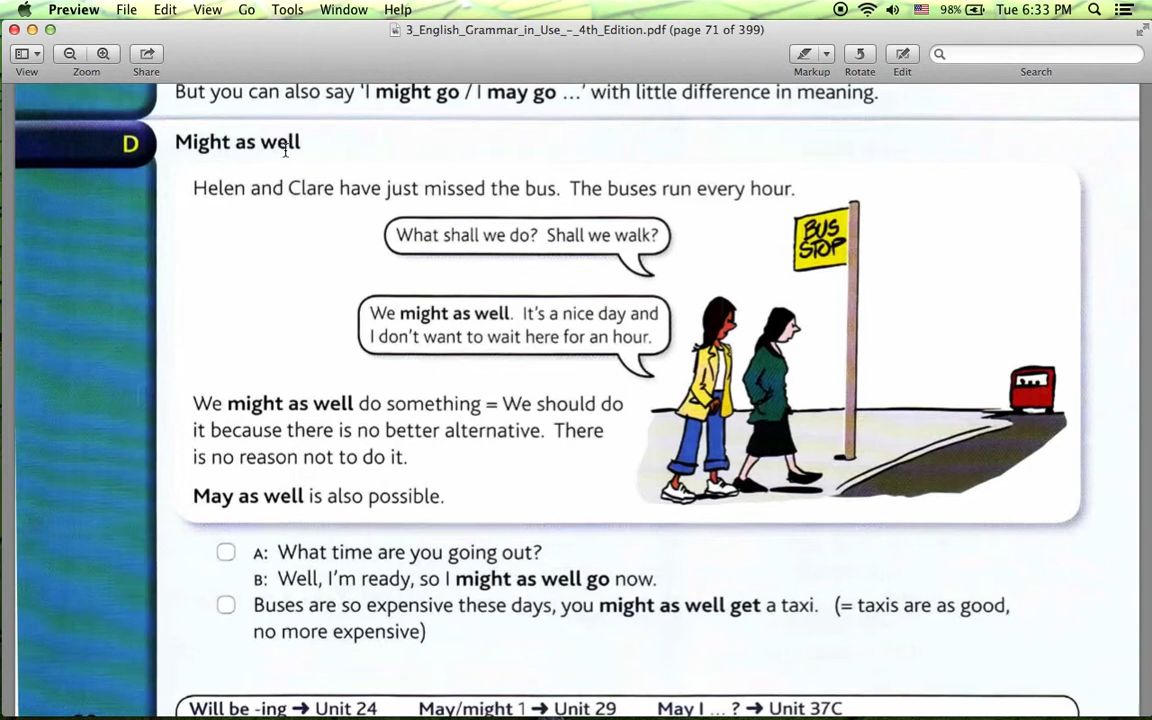 Preview File Edit View Go Tools Window Help 98% Tue 6:33 PM
3_English_Grammar_in_Use_-_4th_Edition.pdf (page 71 of 399)
View Zoom Share Markup Rotate Edit Search
But you can also say 'I might go / I may go ...' with little difference in meaning.
D Might as well
Helen and Clare have just missed the bus. The buses run every hour.
What shall we do? Shall we walk?
BUS
STOP
We might as well. It's a nice day and
I don't want to wait here for an hour.
We might as well do something = We should do
it because there is no better alternative. There
is no reason not to do it.
May as well is also possible.
A: What time are you going out?
B: Well, I'm ready, so I might as well go now.
Buses are so expensive these days, you might as well get a taxi. (= taxis are as good,
no more expensive)
Will be -ing ➜ Unit 24 May/might 1 ➜ Unit 29 May I ... ? ➜ Unit 37C